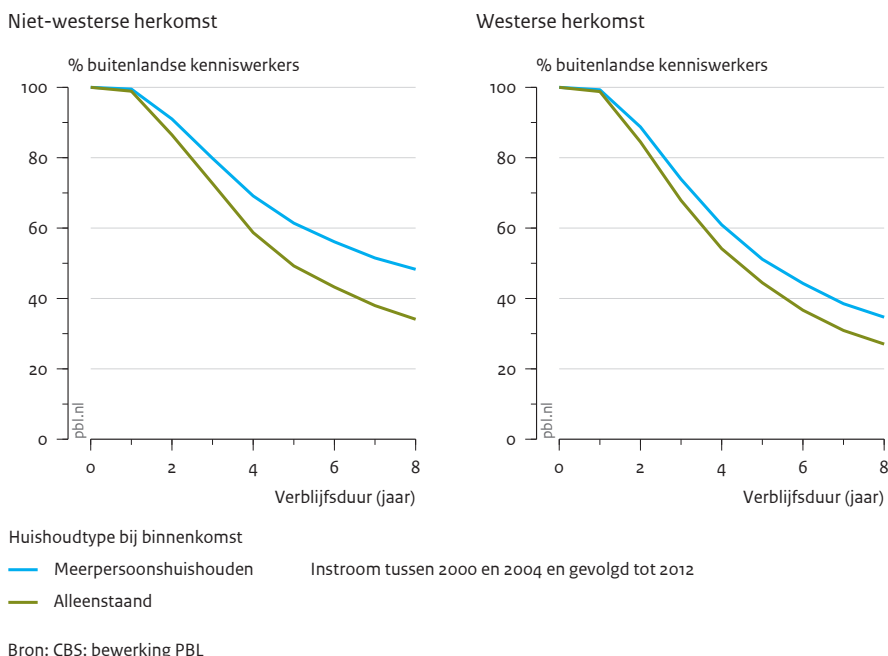 Niet-westerse herkomst
% buitenlandse kenniswerkers
100
80
60
40
20
0
pbl.nl
0 2 4 6 8
Verblijfsduur (jaar)
Westerse herkomst
% buitenlandse kenniswerkers
100
80
60
40
20
0
pbl.nl
0 2 4 6 8
Verblijfsduur (jaar)
Huishoudtype bij binnenkomst
Meerpersoonshuishouden
Alleenstaand
Instroom tussen 2000 en 2004 en gevolgd tot 2012
Bron: CBS; bewerking PBL